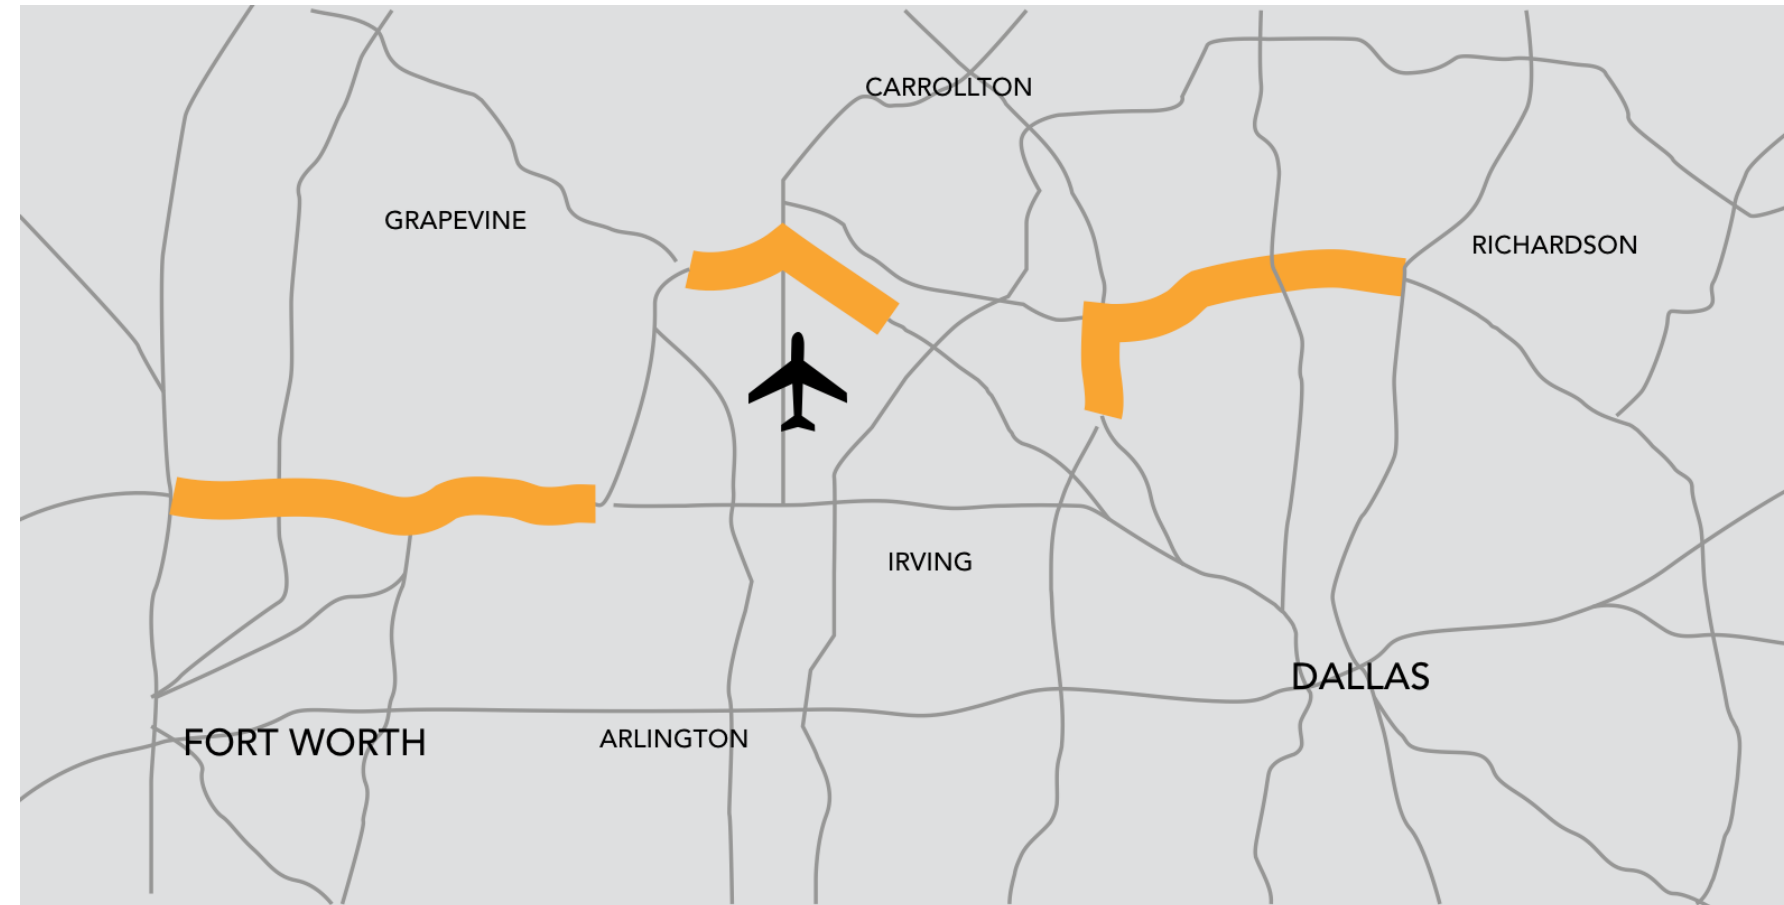 CARROLLTON
GRAPEVINE
RICHARDSON
IRVING
DALLAS
FORT WORTH
ARLINGTON